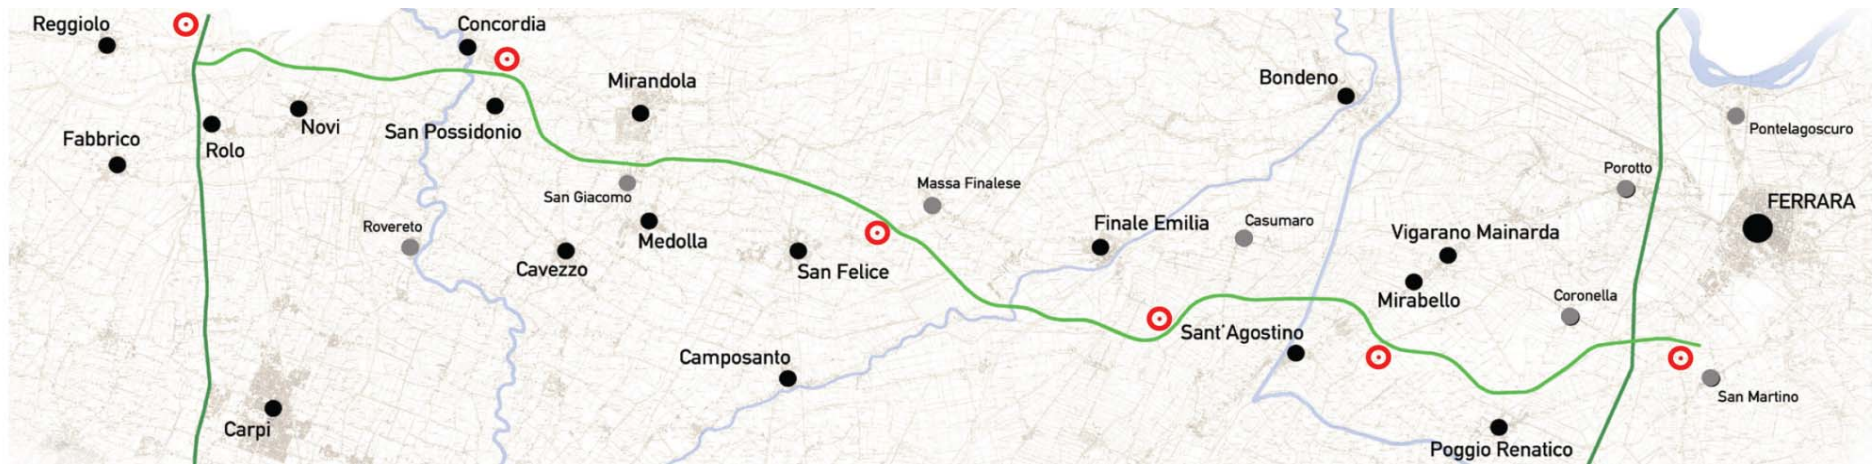 Reggiolo
Concordia
Mirandola
Bondeno
Pontelagoscuro
Fabbrico
Rolo
Novi
San Possidonio
Porotto
San Giacomo
Massa Finalese
FERRARA
Rovereto
Medolla
Finale Emilia
Casumaro
Vigarano Mainarda
Cavezzo
San Felice
Mirabello
Coronella
Sant'Agostino
Camposanto
San Martino
Carpi
Poggio Renatico